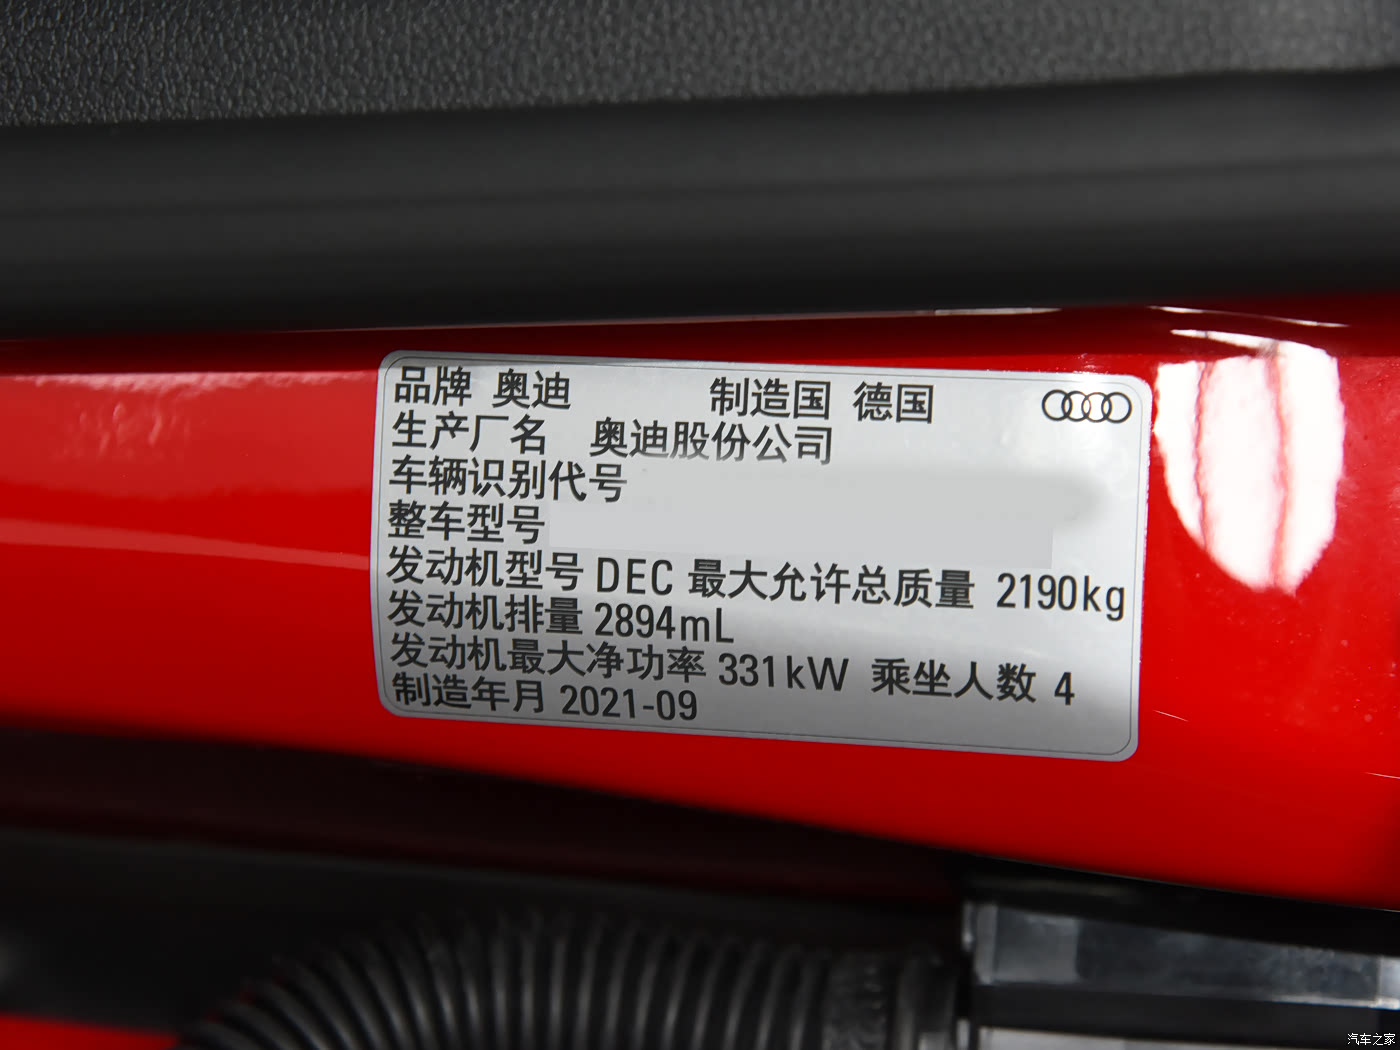 品牌 奥迪 制造国 德国
生产厂名 奥迪股份公司
车辆识别代号
整车型号
发动机型号 DEC 最大允许总质量 2190kg
发动机排量 2894mL
发动机最大净功率 331kW 乘坐人数 4
制造年月 2021-09
汽车之家